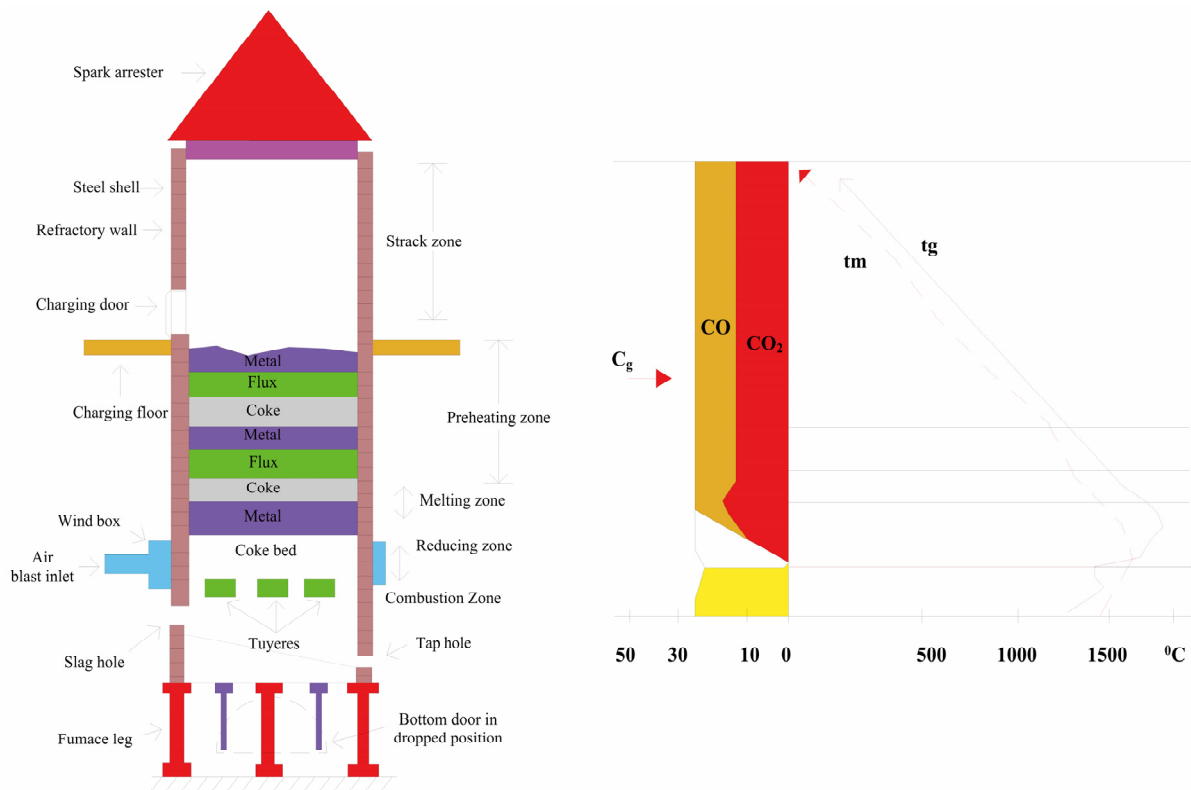 Spark arrester
Steel shell
Refractory wall
Strack zone
Charging door
Metal
Flux
Charging floor
Coke
Preheating zone
Metal
Flux
Coke
Melting zone
Metal
Wind box
Coke bed
Reducing zone
Air
blast inlet
Combustion Zone
Tuyeres
Tap hole
Slag hole
Fumace leg
Bottom door in
dropped position
tg
tm
CO
CO₂
Cg
50 30 10 0 500 1000 1500 ⁰C